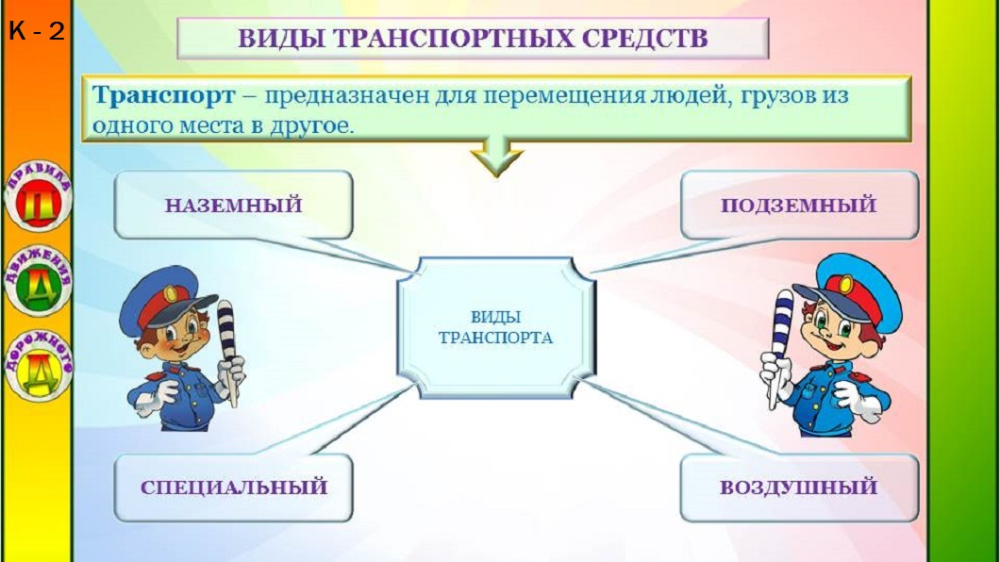 К - 2
ВИДЫ ТРАНСПОРТНЫХ СРЕДСТВ
Транспорт – предназначен для перемещения людей, грузов из
одного места в другое.
НАЗЕМНЫЙ
ПОДЗЕМНЫЙ
ВИДЫ
ТРАНСПОРТА
СПЕЦИАЛЬНЫЙ
ВОЗДУШНЫЙ
ПРАВИЛА
П
ДВИЖЕНИЯ
Д
ДОРОЖНОГО
Д